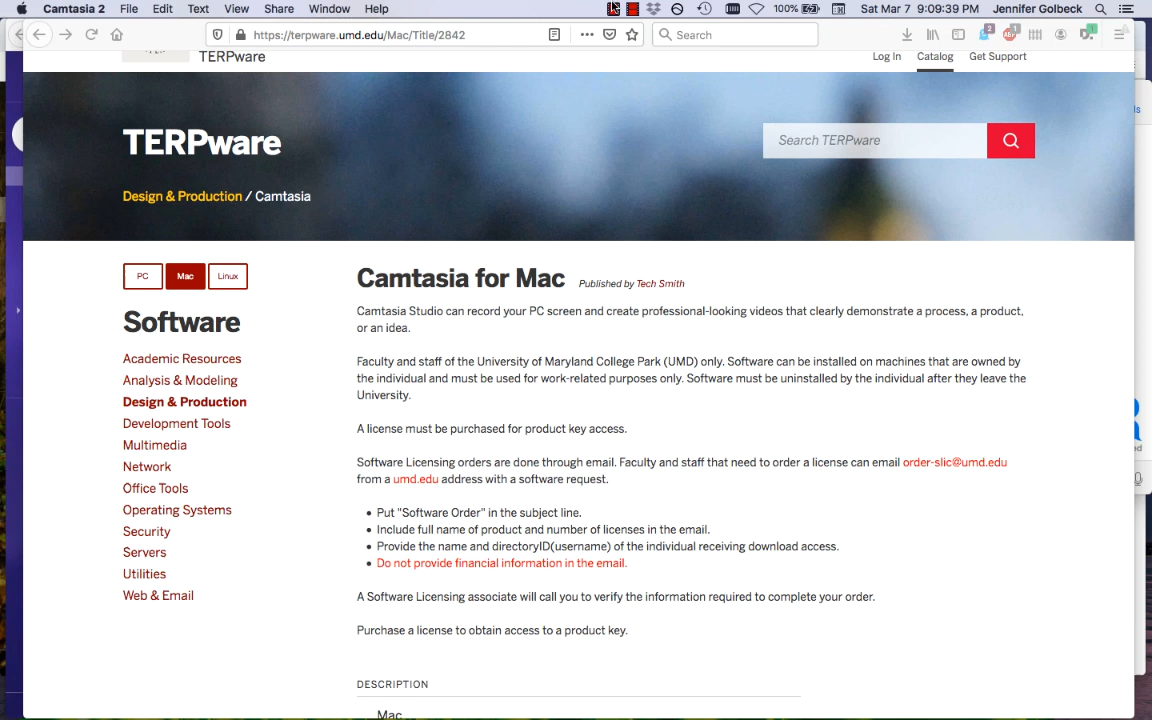 Camtasia 2 File Edit Text View Share Window Help 100% Sat Mar 7 9:09:39 PM Jennifer Golbeck
https://terpware.umd.edu/Mac/Title/2842 Search
TERPware Log In Catalog Get Support
TERPware Search TERPware
Design & Production / Camtasia
PC Mac Linux
Software
Academic Resources
Analysis & Modeling
Design & Production
Development Tools
Multimedia
Network
Office Tools
Operating Systems
Security
Servers
Utilities
Web & Email
Camtasia for Mac Published by Tech Smith
Camtasia Studio can record your PC screen and create professional-looking videos that clearly demonstrate a process, a product,
or an idea.
Faculty and staff of the University of Maryland College Park (UMD) only. Software can be installed on machines that are owned by
the individual and must be used for work-related purposes only. Software must be uninstalled by the individual after they leave the
University.
A license must be purchased for product key access.
Software Licensing orders are done through email. Faculty and staff that need to order a license can email order-slic@umd.edu
from a umd.edu address with a software request.
• Put "Software Order" in the subject line.
• Include full name of product and number of licenses in the email.
• Provide the name and directoryID(username) of the individual receiving download access.
• Do not provide financial information in the email.
A Software Licensing associate will call you to verify the information required to complete your order.
Purchase a license to obtain access to a product key.
DESCRIPTION
Mac